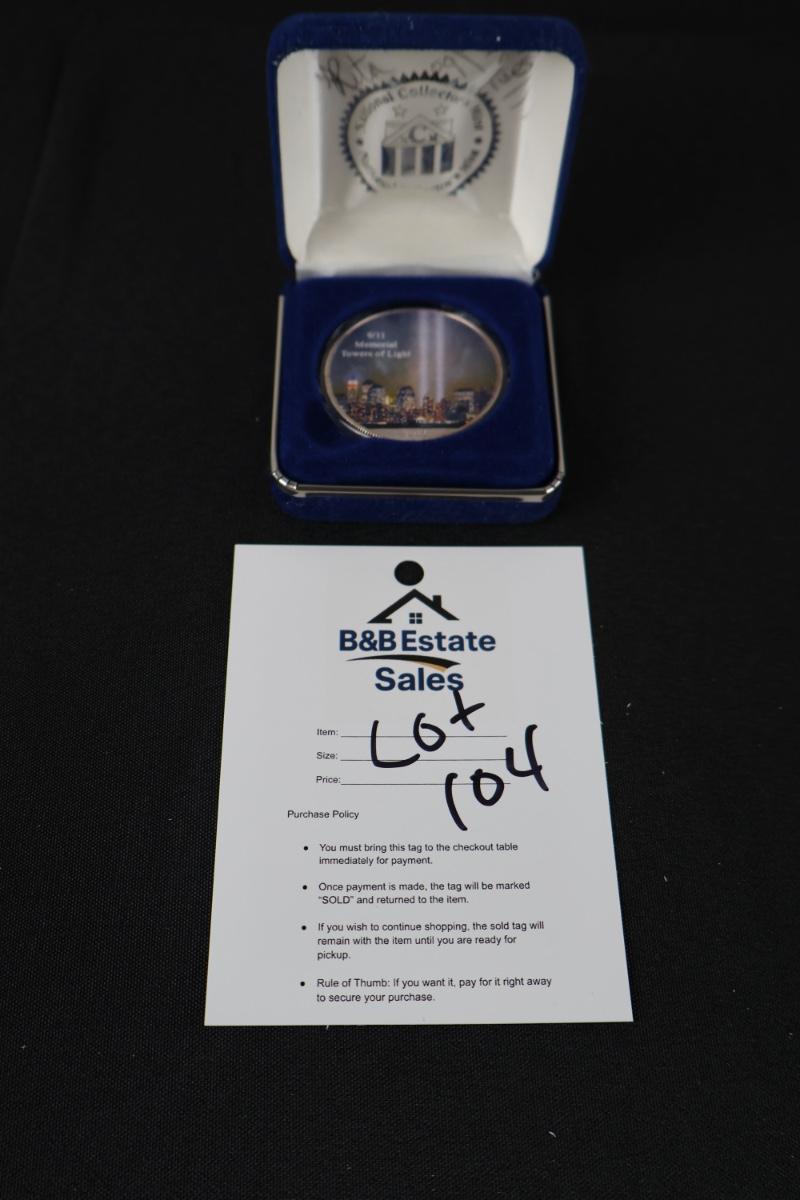 National Collector's Mint
C
9/11
Memorial
Towers of Light
B&B Estate
Sales
Item:
Size:
Price:
Lot
104
Purchase Policy
• You must bring this tag to the checkout table
immediately for payment.
• Once payment is made, the tag will be marked
"SOLD" and returned to the item.
• If you wish to continue shopping, the sold tag will
remain with the item until you are ready for
pickup.
• Rule of Thumb: If you want it, pay for it right away
to secure your purchase.